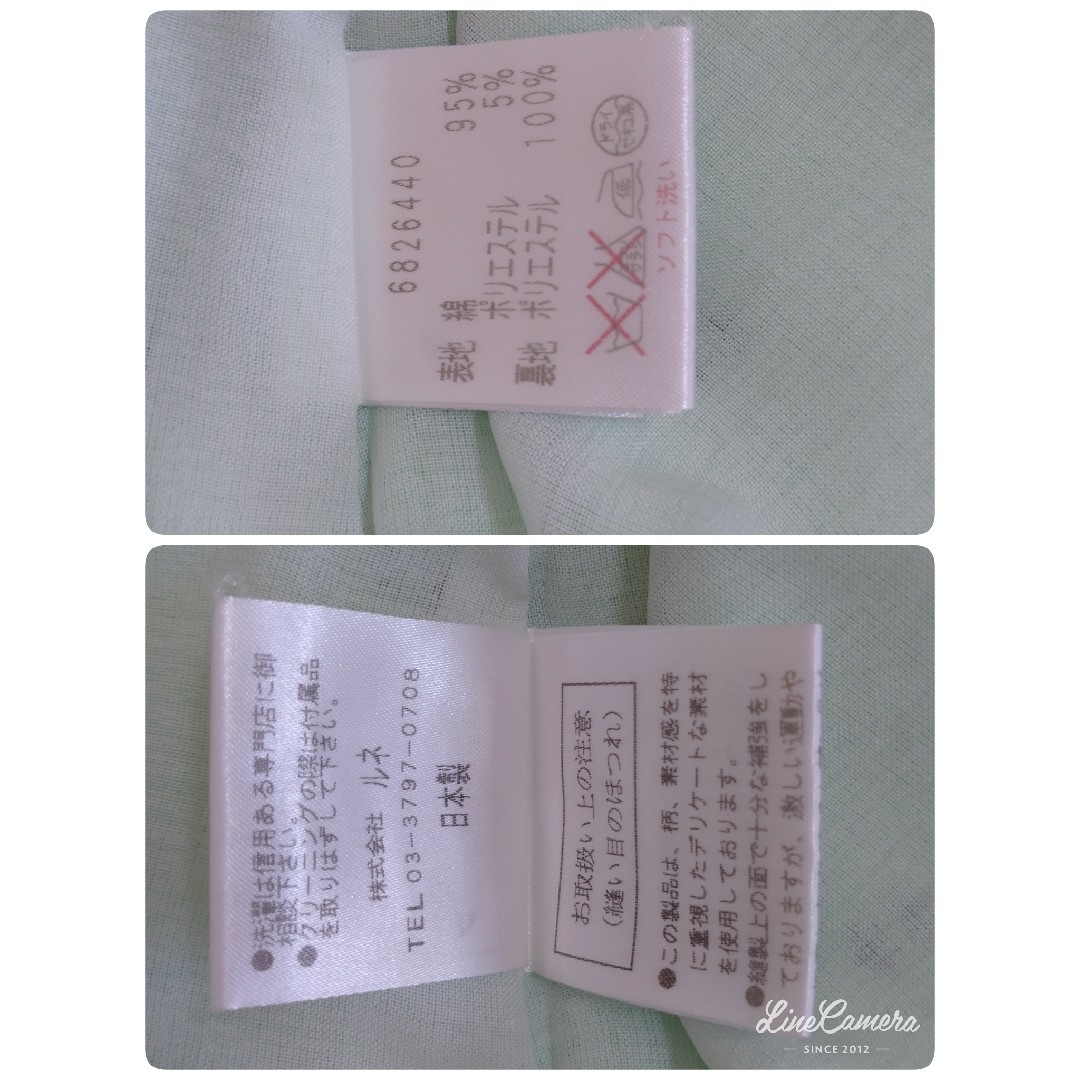 6826440
表地 綿 95%
ポリエステル 5%
裏地 ポリエステル 100%
エンソ
低
ドライ
セキユ系
ソフト洗い
●洗濯は信用ある専門店に御
相談下さい。
●クリーニングの際は付属品
を取りはずして下さい。
株式会社 ルネ
TEL 03-3797-0708
日本製
お取扱い上の注意
(縫い目のほつれ)
●この製品は、柄、素材感を特
に重視したデリケートな素材
を使用しております。
●縫製上の面で十分な補強をし
ておりますが、激しい運動や
LineCamera
SINCE 2012